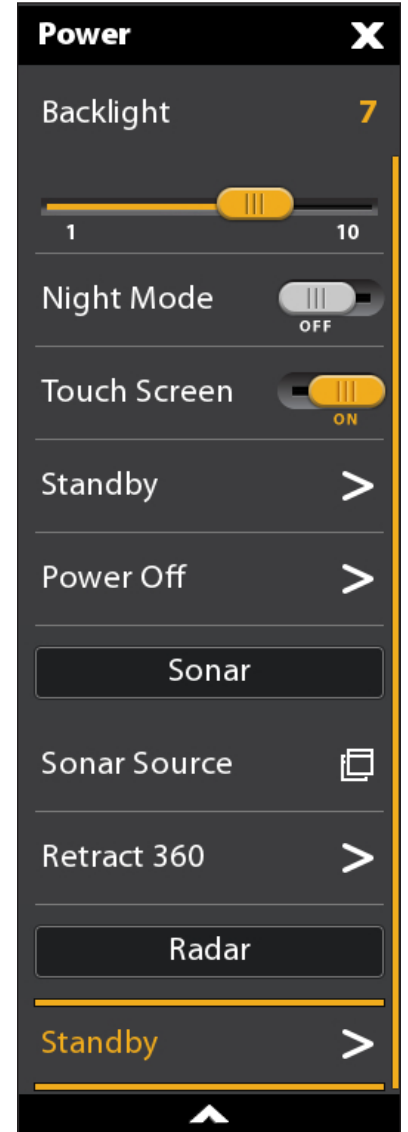 Power X
Backlight 7
1 10
Night Mode
OFF
Touch Screen
ON
Standby >
Power Off >
Sonar
Sonar Source
Retract 360 >
Radar
Standby >